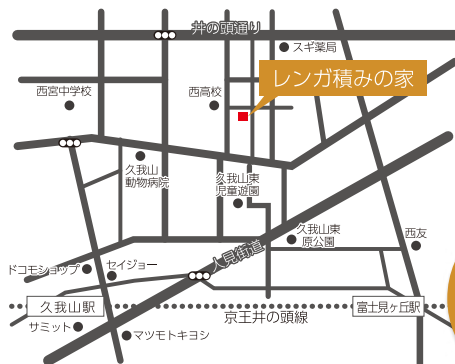 井の頭通り
スギ薬局
レンガ積みの家
西宮中学校
西高校
久我山
動物病院
久我山東
児童遊園
久我山東
原公園
西友
人見街道
ドコモショップ
セイジョー
久我山駅
富士見ヶ丘駅
京王井の頭線
サミット
マツモトキヨシ